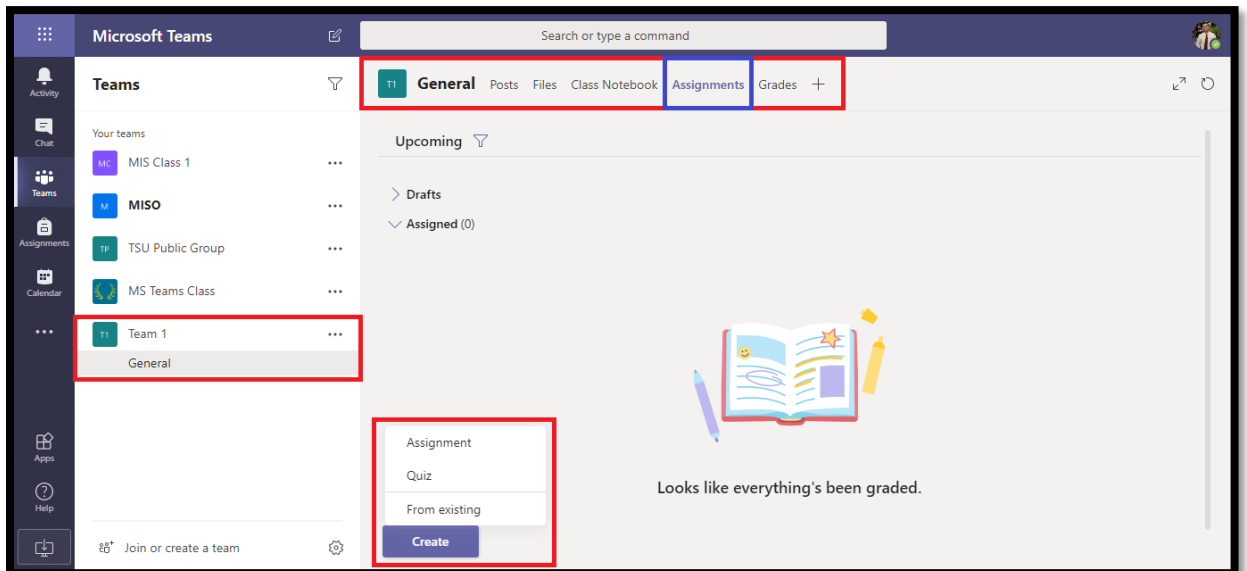 Microsoft Teams
Search or type a command
Activity
Chat
Teams
Assignments
Calendar
Apps
Help
Teams
Your teams
MC MIS Class 1
M MISO
TP TSU Public Group
MS Teams Class
T1 Team 1
General
Join or create a team
T1 General Posts Files Class Notebook Assignments Grades
Upcoming
Drafts
Assigned (0)
Looks like everything's been graded.
Assignment
Quiz
From existing
Create